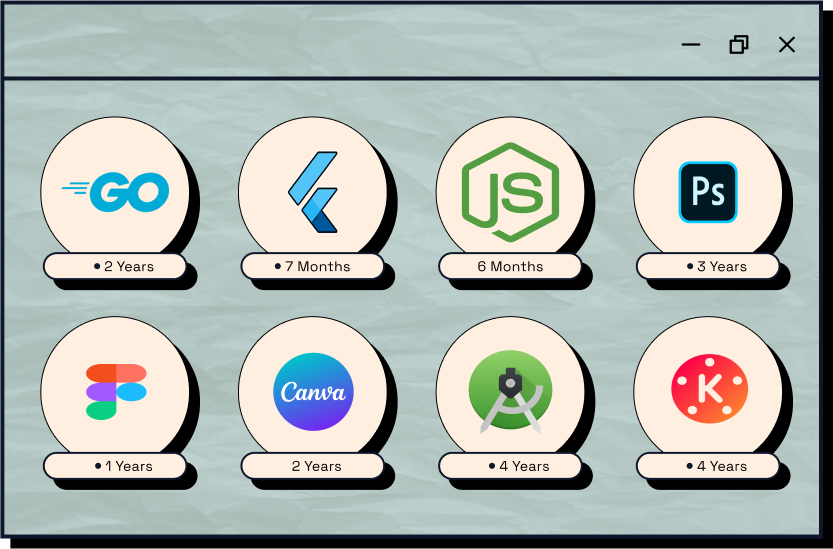 GO
JS
Ps
• 2 Years
• 7 Months
6 Months
• 3 Years
Canva
K
• 1 Years
2 Years
• 4 Years
• 4 Years